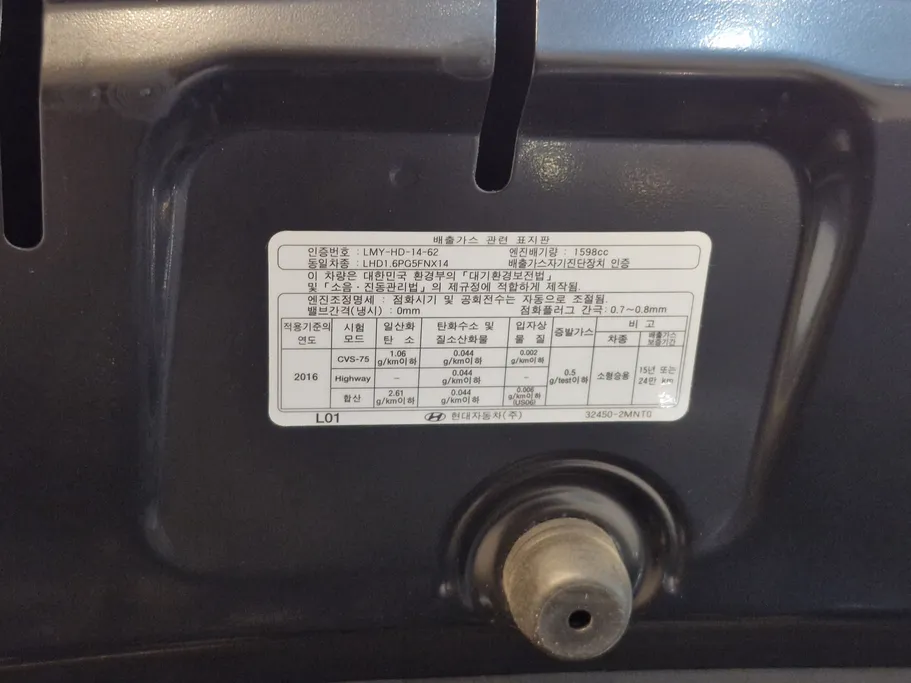 배출가스 관련 표지판
인증번호 : LMY-HD-14-62 엔진배기량 : 1598cc
동일차종 : LHD1.6PG5FNX14 배출가스자기진단장치 인증
이 차량은 대한민국 환경부의 「대기환경보전법」
및 「소음 · 진동관리법」의 제규정에 적합하게 제작됨.
엔진조정명세 : 점화시기 및 공회전수는 자동으로 조절됨.
밸브간격(냉시) : 0mm 점화플러그 간극: 0.7~0.8mm
적용기준의 연도 시험 모드 일산화 탄 소 탄화수소 및 질소산화물 입자상 물 질 증발가스 비 고
차종 배출가스 보증기간
2016 CVS-75 1.06 g/km이하 0.044 g/km이하 0.002 g/km이하 0.5 g/test이하 소형승용 15년 또는 24만 km
Highway – 0.044 g/km이하 –
합산 2.61 g/km이하 0.044 g/km이하 0.006 g/km이하 (US06)
L01 현대자동차(주) 32450-2MNT0